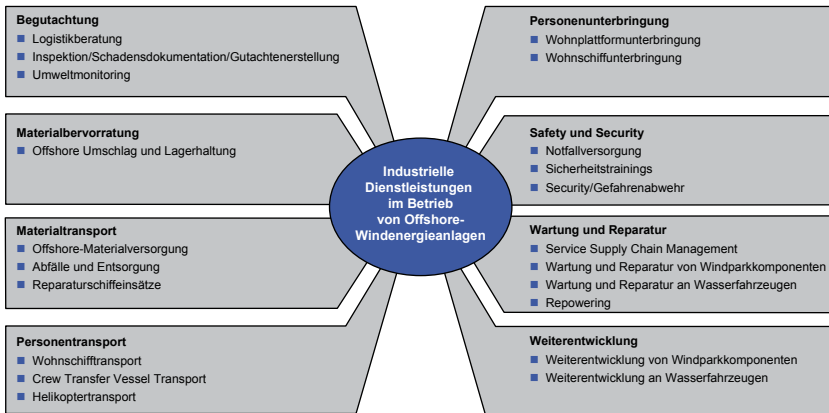 Begutachtung
Logistikberatung
Inspektion/Schadensdokumentation/Gutachtenerstellung
Umweltmonitoring
Materialbervorratung
Offshore Umschlag und Lagerhaltung
Materialtransport
Offshore-Materialversorgung
Abfälle und Entsorgung
Reparaturschiffeinsätze
Personentransport
Wohnschifftransport
Crew Transfer Vessel Transport
Helikoptertransport
Industrielle
Dienstleistungen
im Betrieb
von Offshore-
Windenergieanlagen
Personenunterbringung
Wohnplattformunterbringung
Wohnschiffunterbringung
Safety und Security
Notfallversorgung
Sicherheitstrainings
Security/Gefahrenabwehr
Wartung und Reparatur
Service Supply Chain Management
Wartung und Reparatur von Windparkkomponenten
Wartung und Reparatur an Wasserfahrzeugen
Repowering
Weiterentwicklung
Weiterentwicklung von Windparkkomponenten
Weiterentwicklung an Wasserfahrzeugen